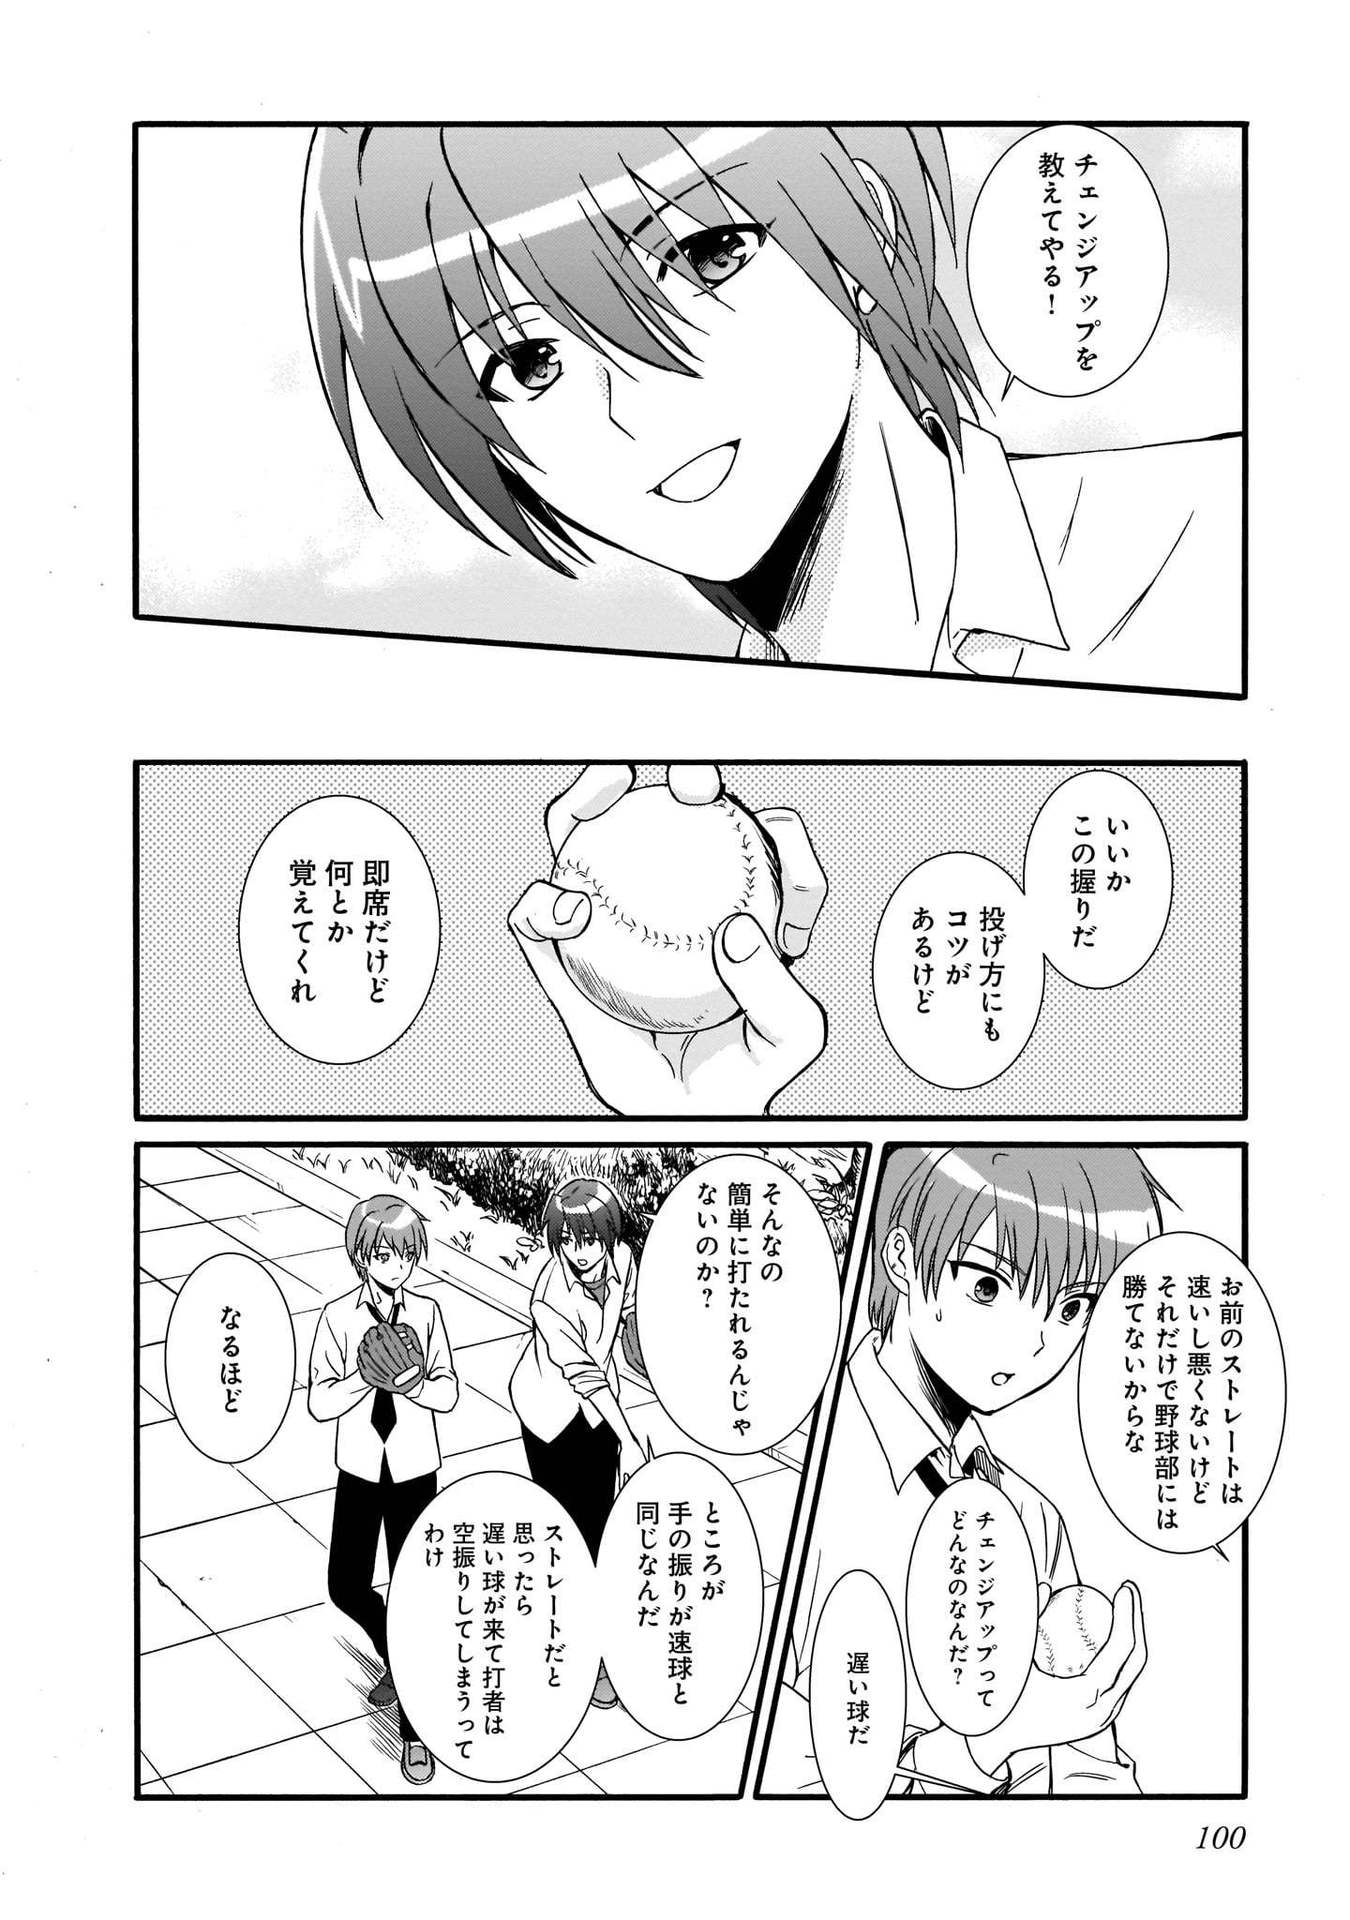 チェンジアップを
教えてやる！
いいか
この握りだ
投げ方にも
コツが
あるけど
即席だけど
何とか
覚えてくれ
お前のストレートは
速いし悪くないけど
それだけで野球部には
勝てないからな
チェンジアップって
どんなのなんだ？
遅い球だ
そんなの
簡単に打たれるんじゃ
ないのか？
ところが
手の振りが速球と
同じなんだ
ストレートだと
思ったら
遅い球が来て打者は
空振りしてしまうって
わけ
なるほど
100